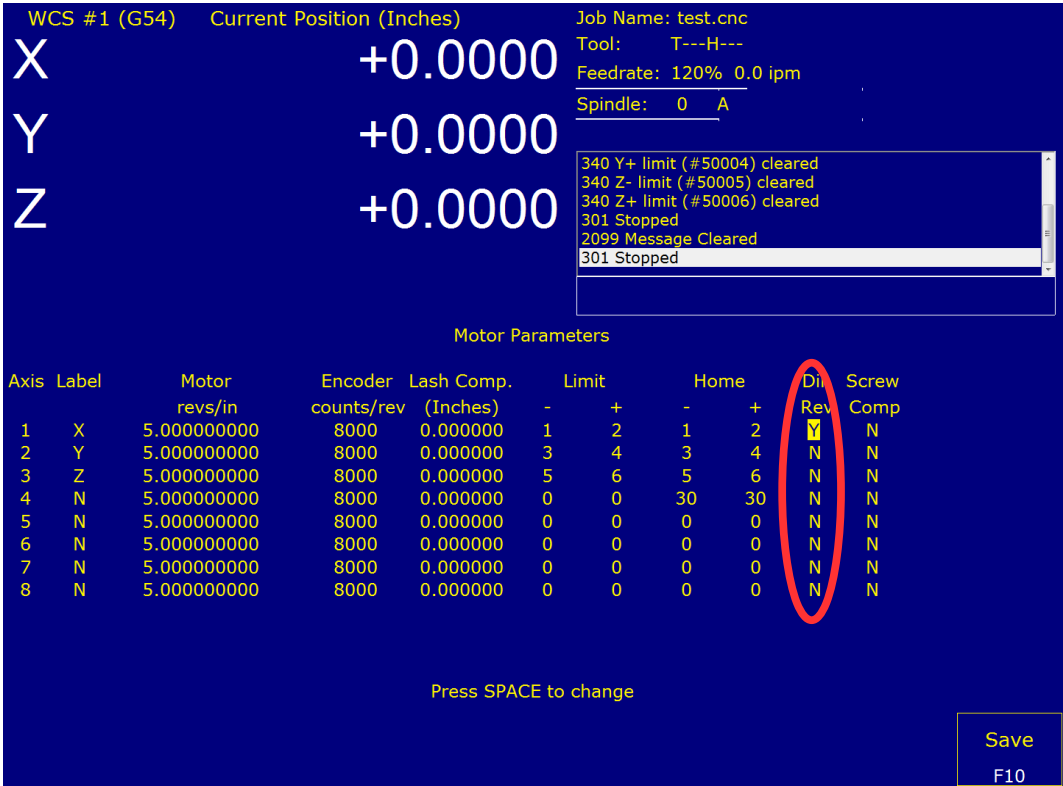 WCS #1 (G54) Current Position (Inches)
X +0.0000
Y +0.0000
Z +0.0000
Job Name: test.cnc
Tool: T---H---
Feedrate: 120% 0.0 ipm
Spindle: 0 A
340 Y+ limit (#50004) cleared
340 Z- limit (#50005) cleared
340 Z+ limit (#50006) cleared
301 Stopped
2099 Message Cleared
301 Stopped
Motor Parameters
Axis Label Motor Encoder Lash Comp. Limit Home Dir Screw
revs/in counts/rev (Inches) - + - + Rev Comp
1 X 5.000000000 8000 0.000000 1 2 1 2 Y N
2 Y 5.000000000 8000 0.000000 3 4 3 4 N N
3 Z 5.000000000 8000 0.000000 5 6 5 6 N N
4 N 5.000000000 8000 0.000000 0 0 30 30 N N
5 N 5.000000000 8000 0.000000 0 0 0 0 N N
6 N 5.000000000 8000 0.000000 0 0 0 0 N N
7 N 5.000000000 8000 0.000000 0 0 0 0 N N
8 N 5.000000000 8000 0.000000 0 0 0 0 N N
Press SPACE to change
Save
F10